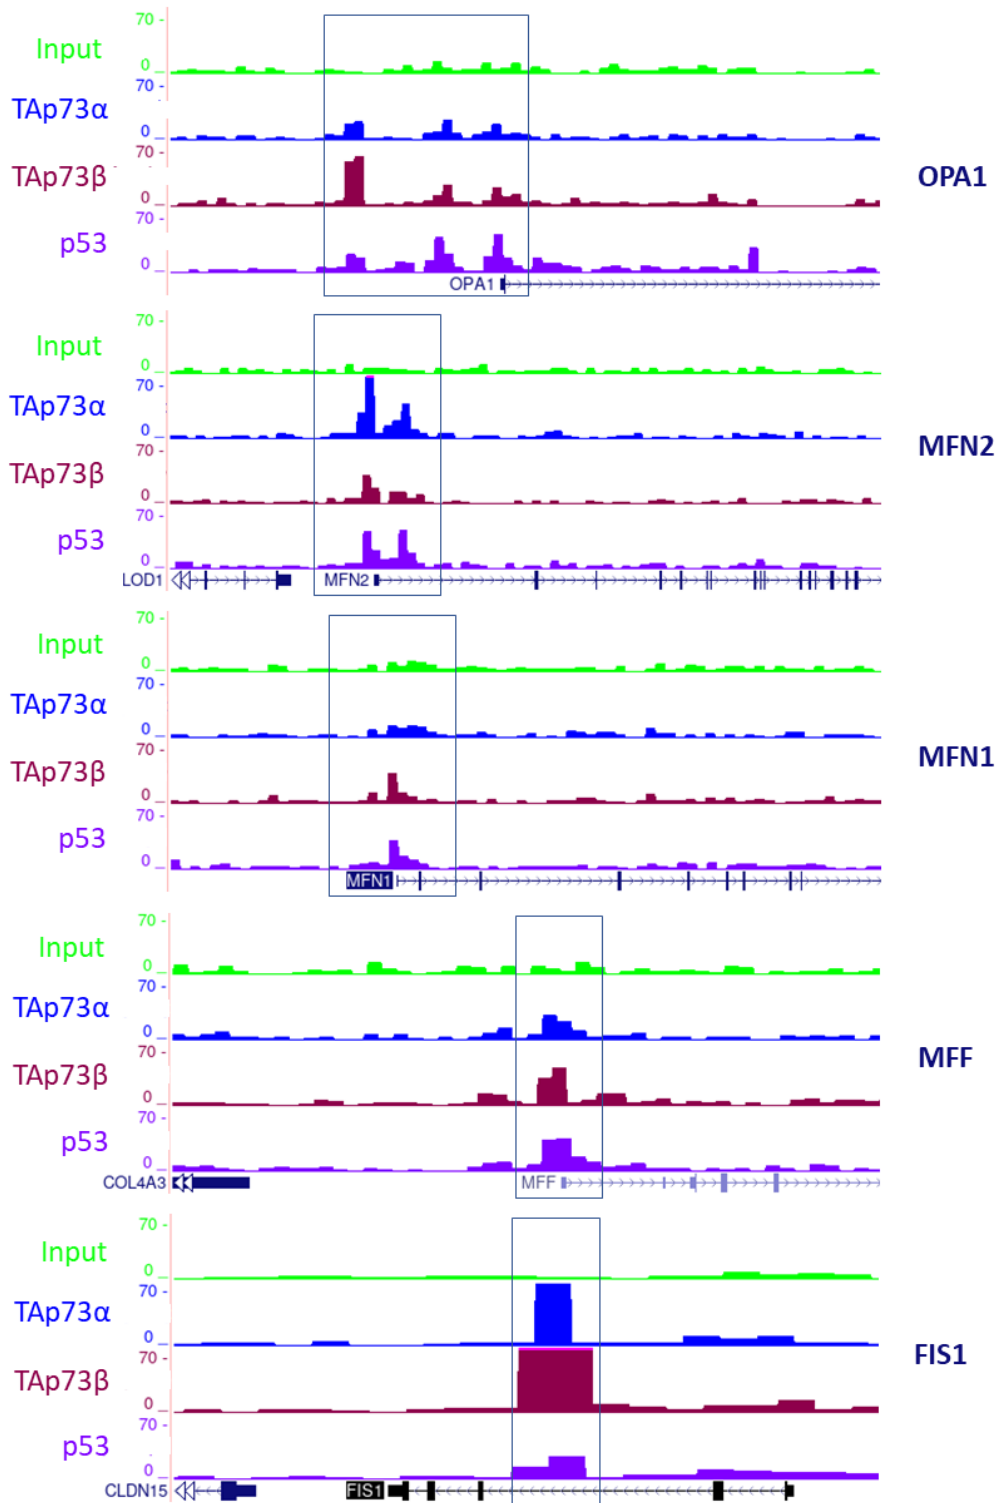 70 -
Input
0 _
70 -
TAp73α
0 _
70 -
TAp73β
0 _
70 -
p53
0 _
OPA1
OPA1
70 -
Input
0 _
70 -
TAp73α
0 _
70 -
TAp73β
0 _
70 -
p53
0 _
LOD1 MFN2
MFN2
70 -
Input
0 _
70 -
TAp73α
0 _
70 -
TAp73β
0 _
70 -
p53
0 _
MFN1
MFN1
70 -
Input
0 _
70 -
TAp73α
0 _
70 -
TAp73β
0 _
70 -
p53
0 _
COL4A3 MFF
MFF
70 -
Input
0 _
70 -
TAp73α
0 _
70 -
TAp73β
0 _
70 -
p53
0 _
CLDN15 FIS1
FIS1